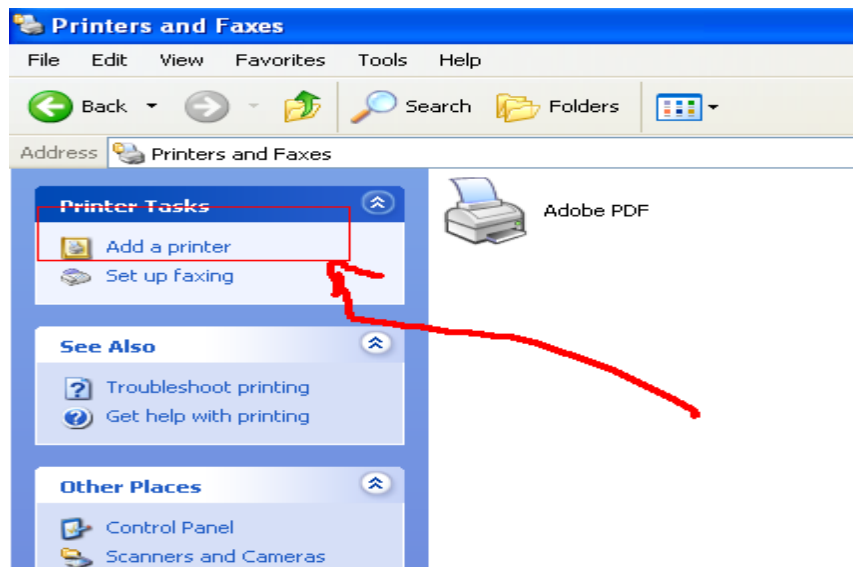 Printers and Faxes
File Edit View Favorites Tools Help
Back Search Folders
Address Printers and Faxes
Printer Tasks
Add a printer
Set up faxing
See Also
Troubleshoot printing
Get help with printing
Other Places
Control Panel
Scanners and Cameras
Adobe PDF